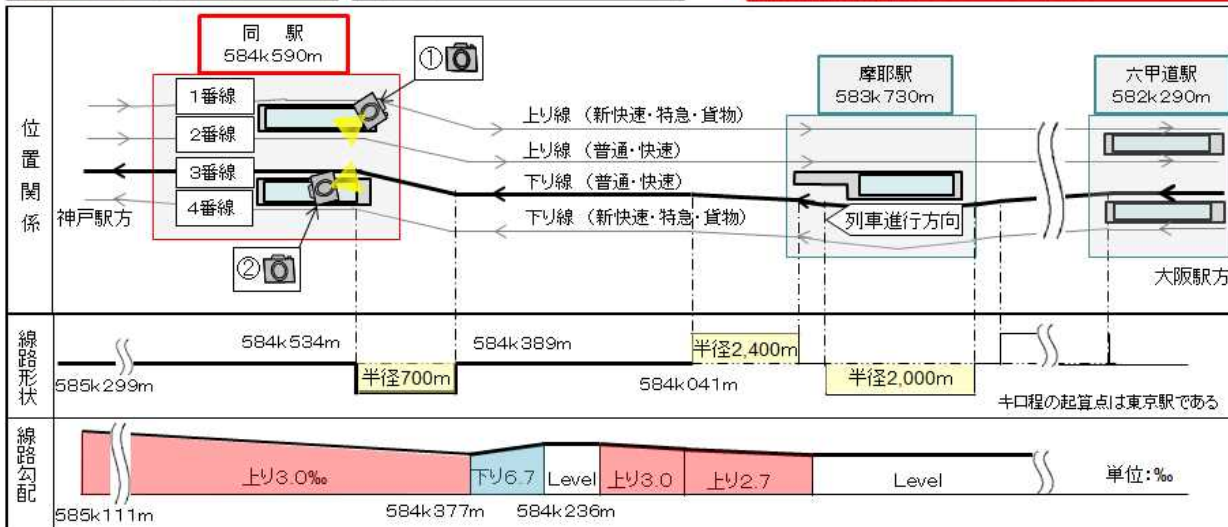 同 駅
584k590m
①
摩耶駅
583k730m
六甲道駅
582k290m
位置関係
1番線
2番線
3番線
4番線
上り線 (新快速・特急・貨物)
上り線 (普通・快速)
下り線 (普通・快速)
下り線 (新快速・特急・貨物)
神戸駅方
列車進行方向
②
大阪駅方
線路形状
584k534m
584k389m
半径2,400m
585k299m
半径700m
584k041m
半径2,000m
キロ程の起算点は東京駅である
線路勾配
上り3.0‰
下り6.7
Level
上り3.0
上り2.7
Level
単位:‰
585k111m
584k377m
584k236m